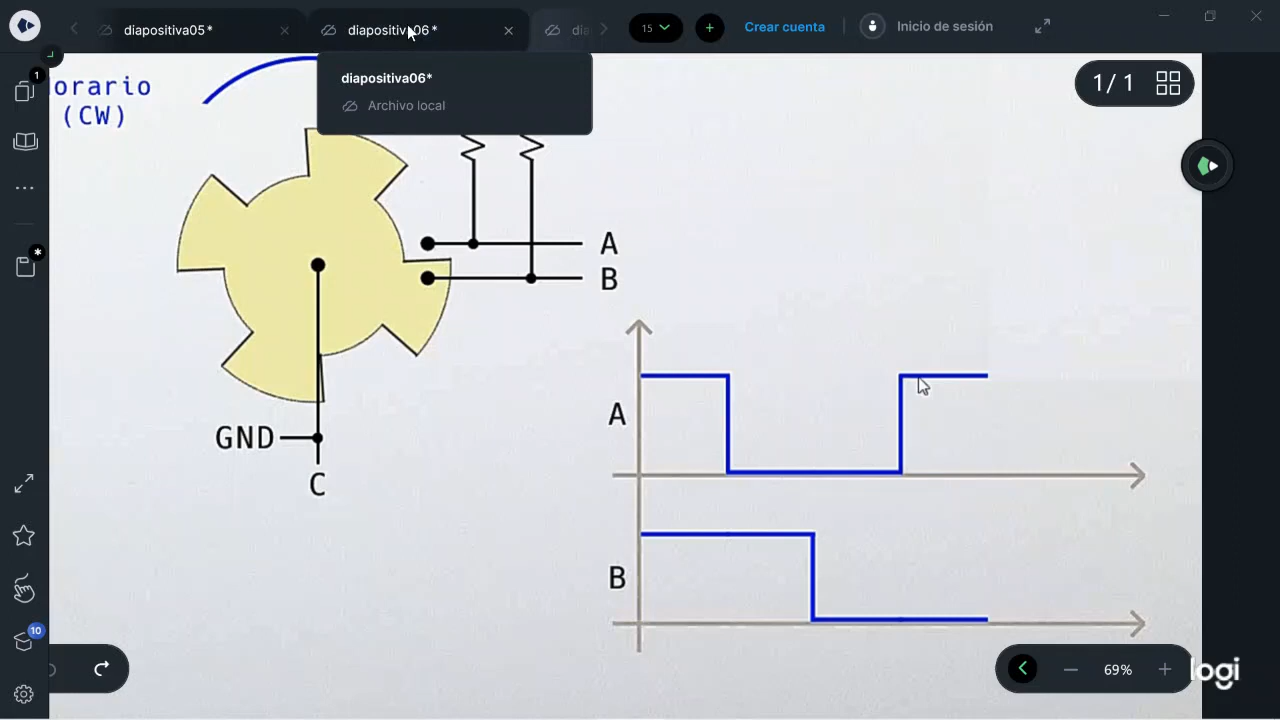 diapositiva05*
diapositiva06*
dia
15
Crear cuenta
Inicio de sesión
diapositiva06*
Archivo local
1
1/1
orario
(CW)
A
B
GND
C
A
B
10
69%
logi